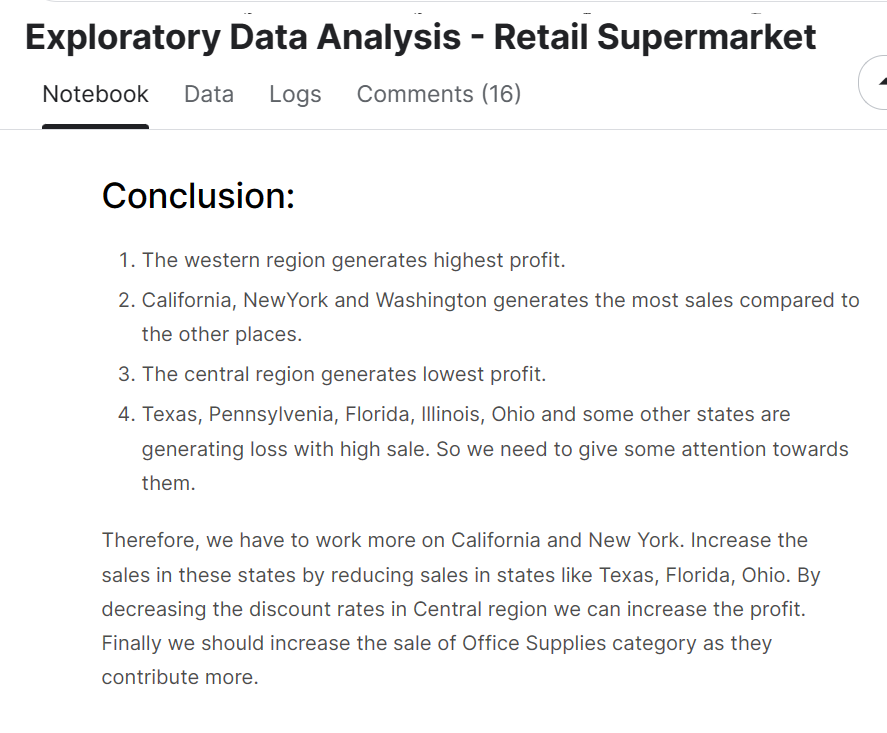 Exploratory Data Analysis - Retail Supermarket
Notebook Data Logs Comments (16)
Conclusion:
1. The western region generates highest profit.
2. California, NewYork and Washington generates the most sales compared to
the other places.
3. The central region generates lowest profit.
4. Texas, Pennsylvenia, Florida, Illinois, Ohio and some other states are
generating loss with high sale. So we need to give some attention towards
them.
Therefore, we have to work more on California and New York. Increase the
sales in these states by reducing sales in states like Texas, Florida, Ohio. By
decreasing the discount rates in Central region we can increase the profit.
Finally we should increase the sale of Office Supplies category as they
contribute more.